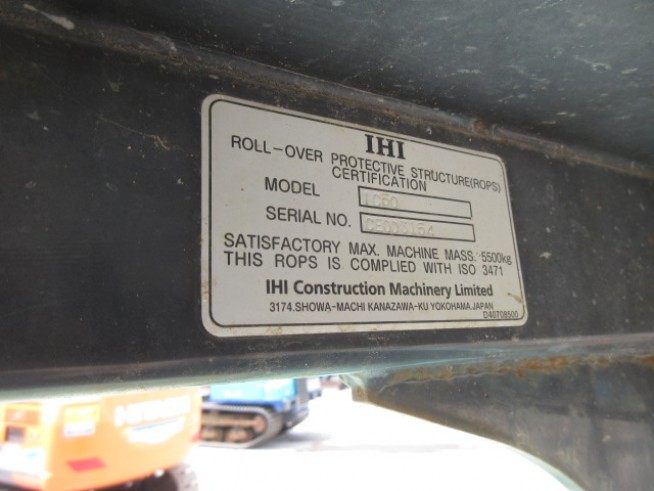 IHI
ROLL-OVER PROTECTIVE STRUCTURE(ROPS)
CERTIFICATION
MODEL
SERIAL NO.
SATISFACTORY MAX. MACHINE MASS. 5500kg
THIS ROPS IS COMPLIED WITH ISO 3471
IHI Construction Machinery Limited
3174.SHOWA-MACHI KANAZAWA-KU YOKOHAMA.JAPAN
D40708500